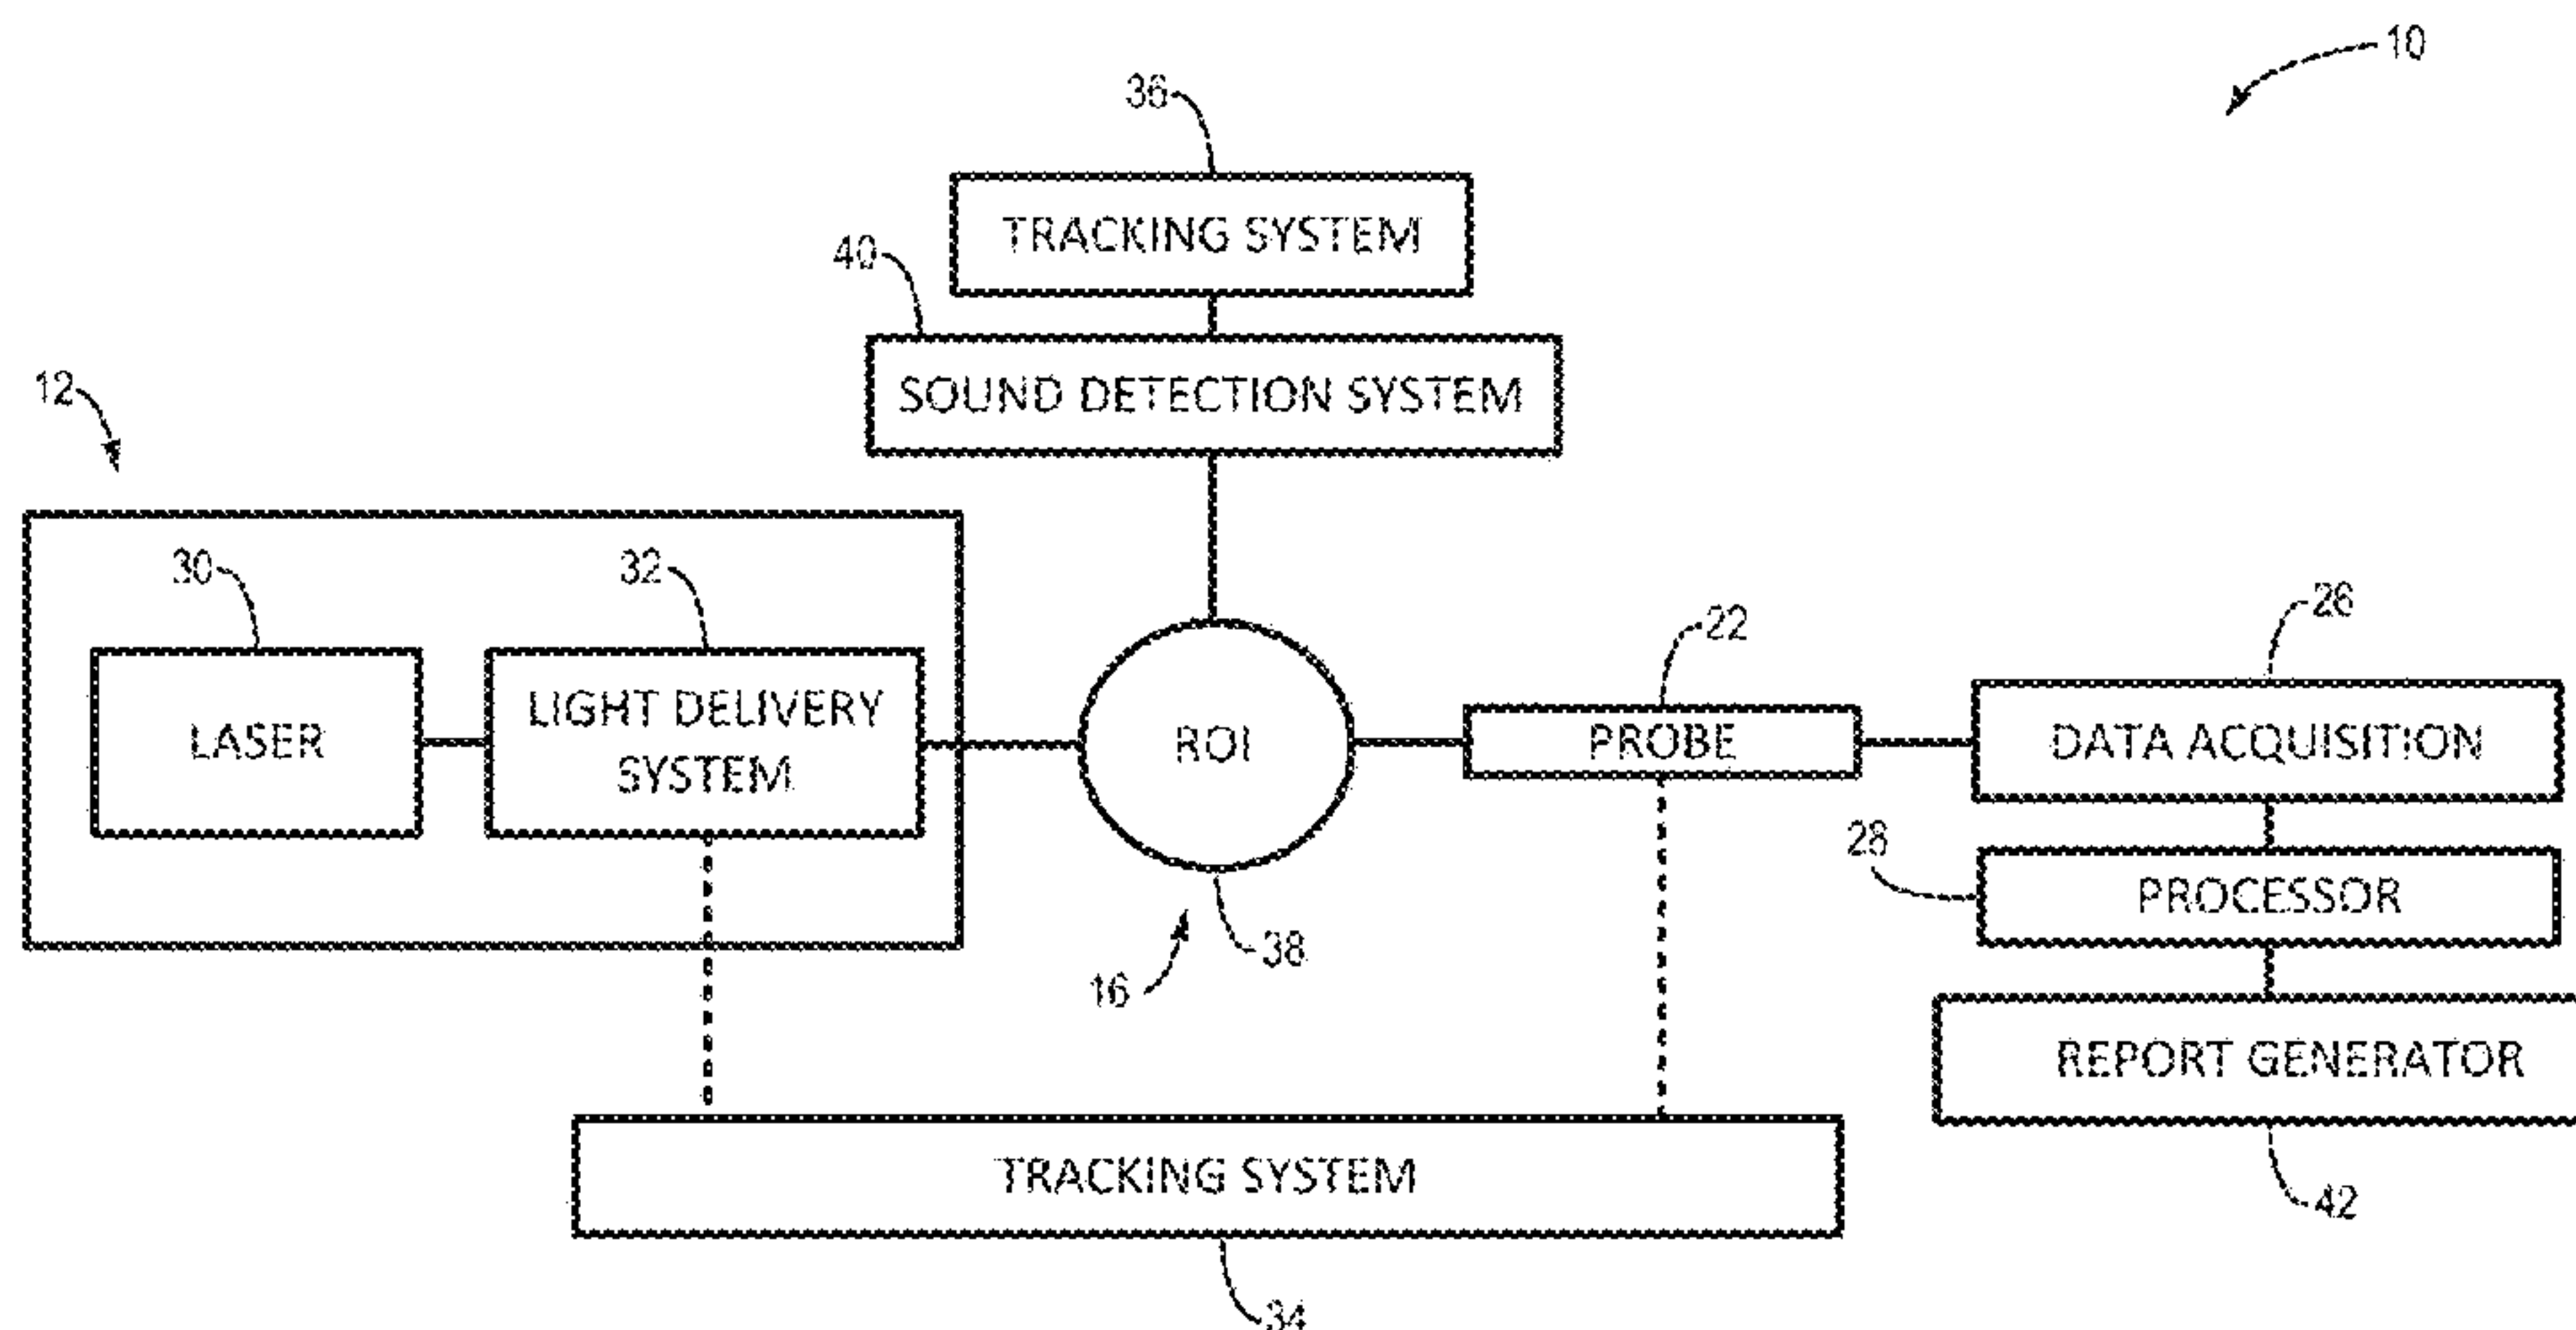 10
36
TRACKING SYSTEM
40
SOUND DETECTION SYSTEM
12
30
32
22
26
LASER
LIGHT DELIVERY
SYSTEM
ROI
PROBE
DATA ACQUISITION
28
PROCESSOR
38
16
REPORT GENERATOR
TRACKING SYSTEM
42
34